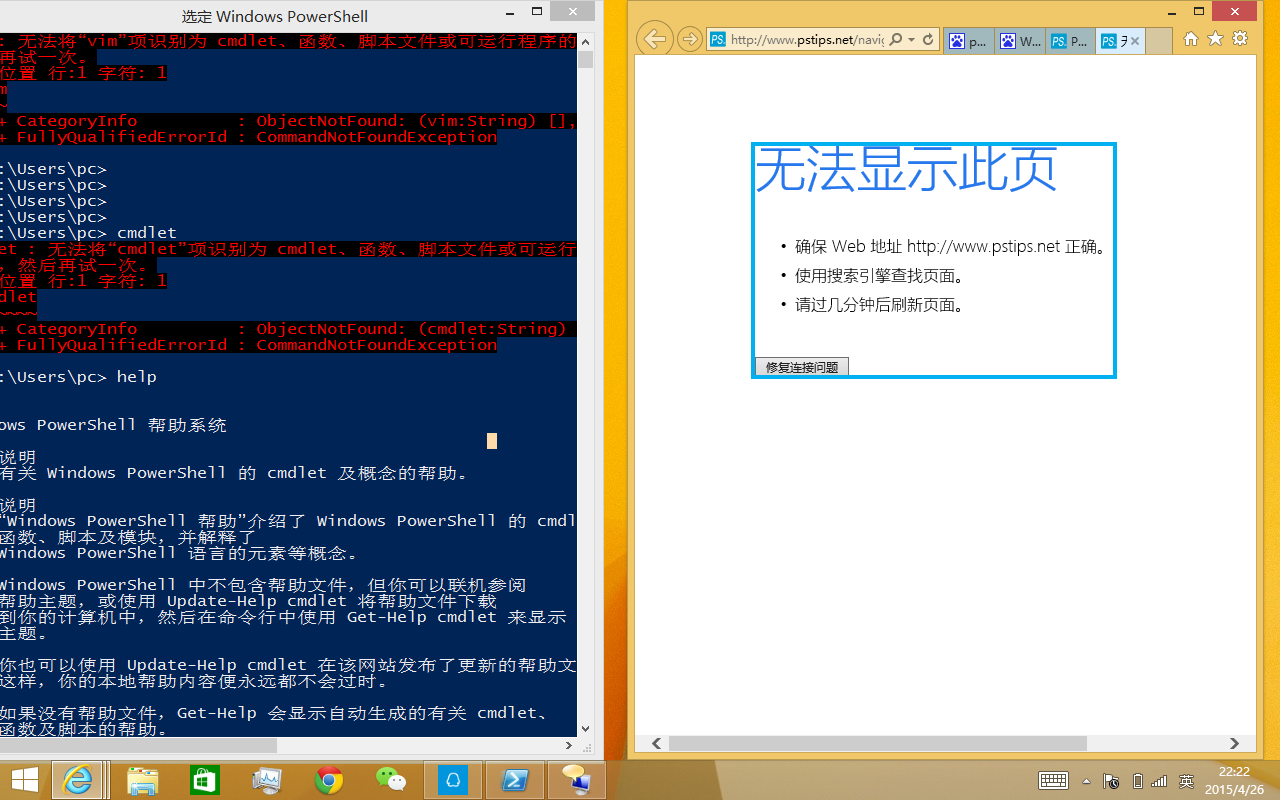 选定 Windows PowerShell
: 无法将“vim”项识别为 cmdlet、函数、脚本文件或可运行程序的
再试一次。
位置 行:1 字符: 1
m
~
+ CategoryInfo          : ObjectNotFound: (vim:String) [],
+ FullyQualifiedErrorId : CommandNotFoundException
:\Users\pc>
:\Users\pc>
:\Users\pc>
:\Users\pc>
:\Users\pc> cmdlet
et : 无法将“cmdlet”项识别为 cmdlet、函数、脚本文件或可运行
，然后再试一次。
位置 行:1 字符: 1
dlet
~~~~
+ CategoryInfo          : ObjectNotFound: (cmdlet:String)
+ FullyQualifiedErrorId : CommandNotFoundException
:\Users\pc> help
ows PowerShell 帮助系统
说明
有关 Windows PowerShell 的 cmdlet 及概念的帮助。
说明
“Windows PowerShell 帮助”介绍了 Windows PowerShell 的 cmdl
函数、脚本及模块，并解释了
Windows PowerShell 语言的元素等概念。
Windows PowerShell 中不包含帮助文件，但你可以联机参阅
帮助主题，或使用 Update-Help cmdlet 将帮助文件下载
到你的计算机中，然后在命令行中使用 Get-Help cmdlet 来显示
主题。
你也可以使用 Update-Help cmdlet 在该网站发布了更新的帮助文
这样，你的本地帮助内容便永远都不会过时。
如果没有帮助文件，Get-Help 会显示自动生成的有关 cmdlet、
函数及脚本的帮助。
PS. http://www.pstips.net/navig
p...
W...
PS. P...
PS.
无法显示此页
• 确保 Web 地址 http://www.pstips.net 正确。
• 使用搜索引擎查找页面。
• 请过几分钟后刷新页面。
修复连接问题
英
22:22
2015/4/26